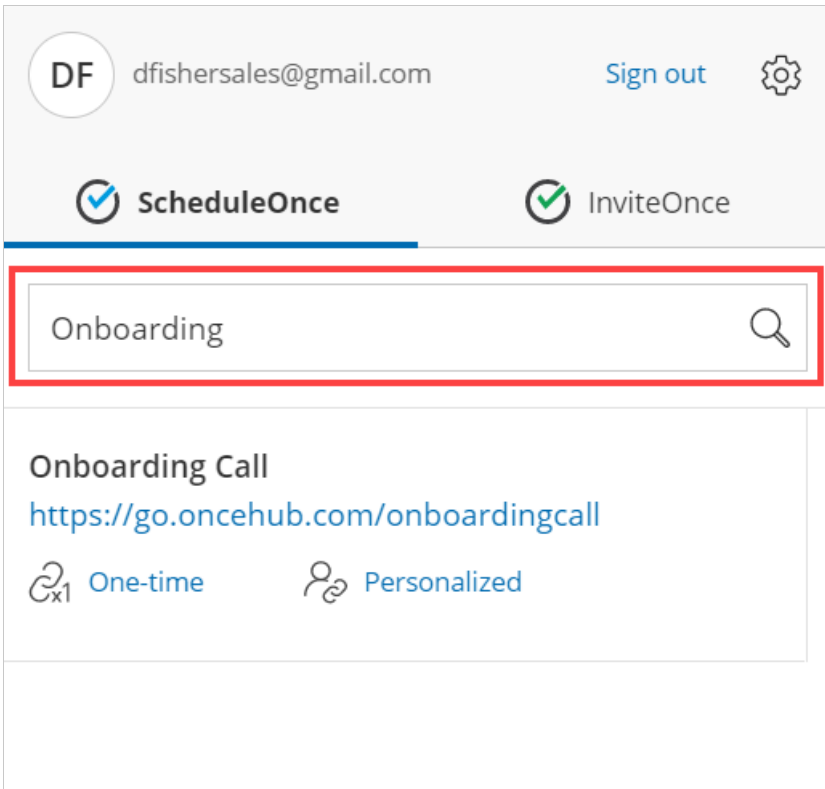 DF dfishersales@gmail.com Sign out
ScheduleOnce InviteOnce
Onboarding
Onboarding Call
https://go.oncehub.com/onboardingcall
x1 One-time Personalized